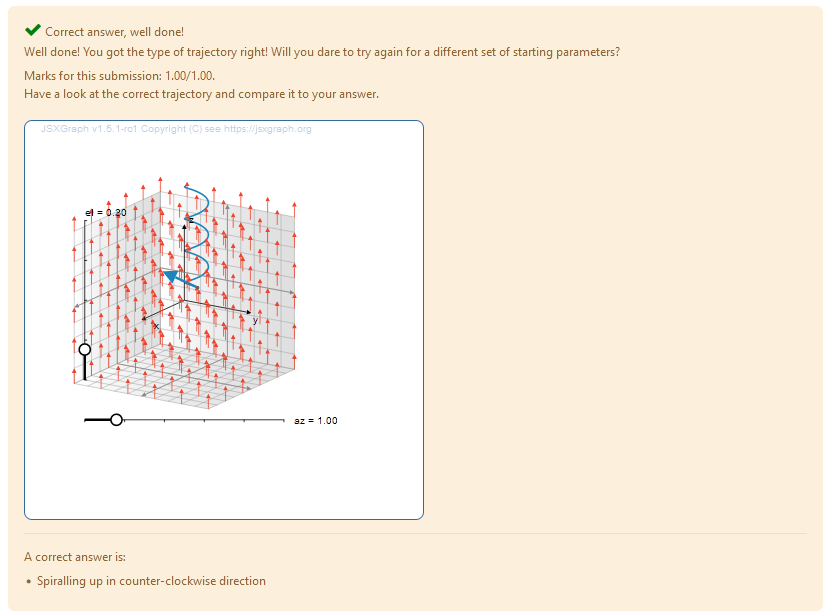 Correct answer, well done!
Well done! You got the type of trajectory right! Will you dare to try again for a different set of starting parameters?
Marks for this submission: 1.00/1.00.
Have a look at the correct trajectory and compare it to your answer.
JSXGraph v1.5.1-rc1 Copyright (C) see https://jsxgraph.org
el = 0.20
z
y
x
az = 1.00
A correct answer is:
• Spiralling up in counter-clockwise direction